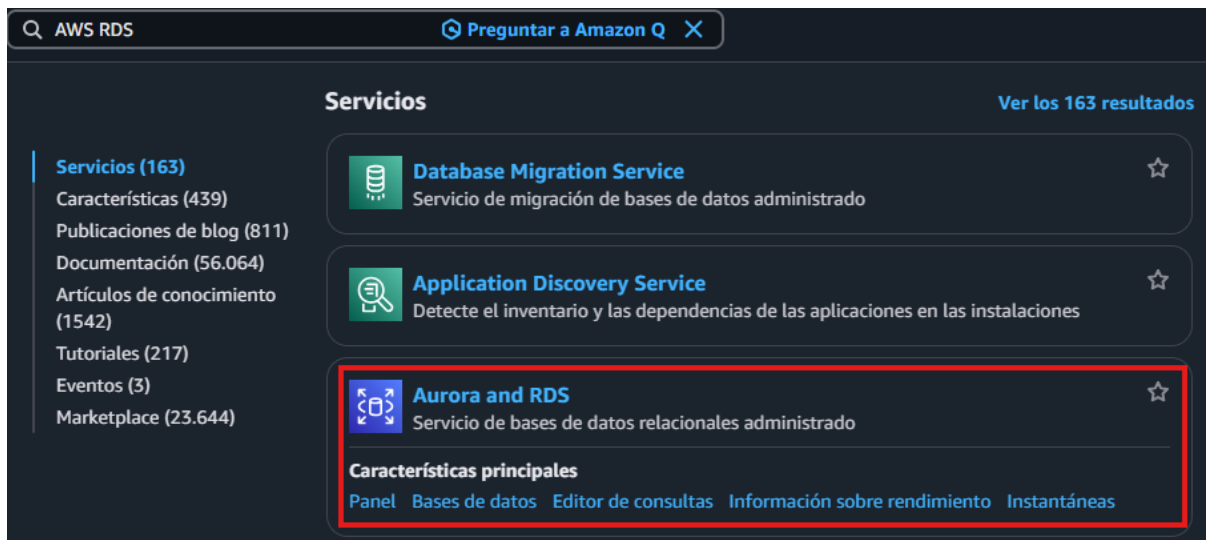 AWS RDS
Preguntar a Amazon Q
Servicios
Ver los 163 resultados
Servicios (163)
Características (439)
Publicaciones de blog (811)
Documentación (56.064)
Artículos de conocimiento
(1542)
Tutoriales (217)
Eventos (3)
Marketplace (23.644)
Database Migration Service
Servicio de migración de bases de datos administrado
Application Discovery Service
Detecte el inventario y las dependencias de las aplicaciones en las instalaciones
Aurora and RDS
Servicio de bases de datos relacionales administrado
Características principales
Panel Bases de datos Editor de consultas Información sobre rendimiento Instantáneas